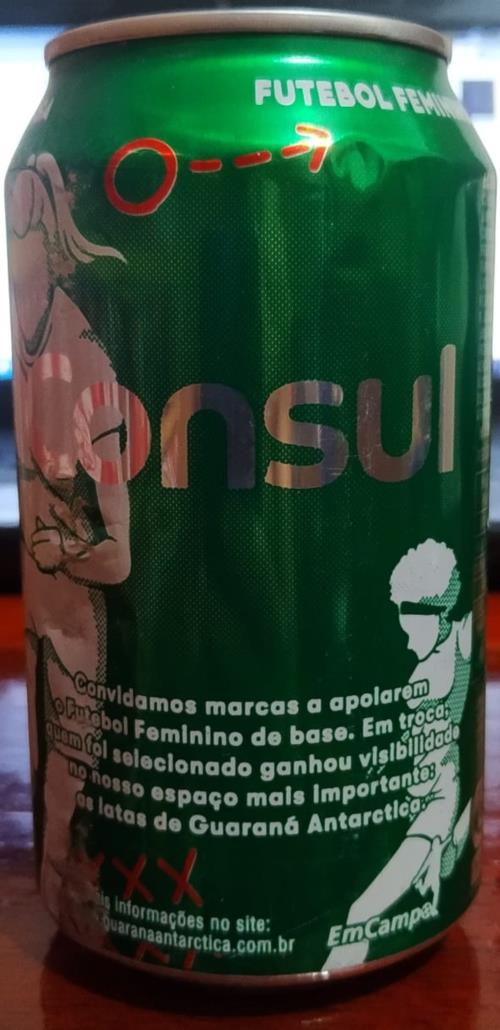 FUTEBOL
consul
Convidamos marcas a apoiarem
o Futebol Feminino de base. Em troca,
quem foi selecionado ganhou visibilidade
no nosso espaço mais importante:
as latas de Guaraná Antarctica.
XXX
informações no site:
guaranaantarctica.com.br
EmCampo